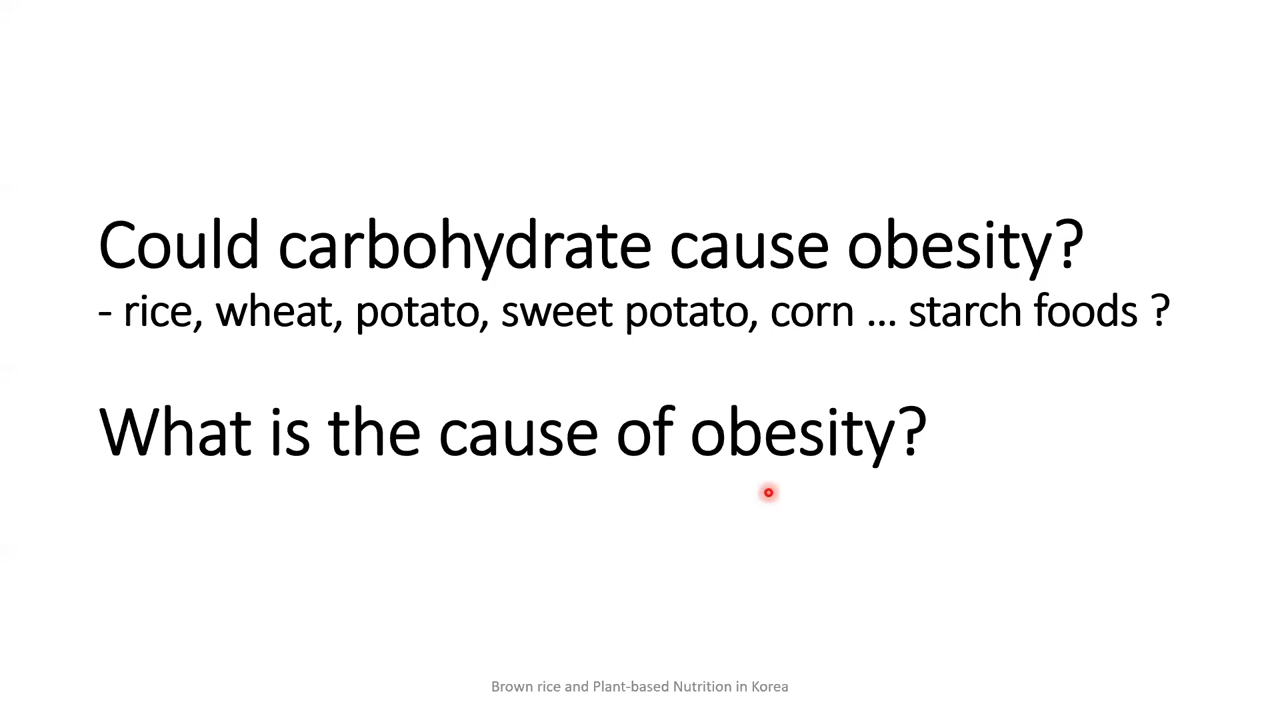 Could carbohydrate cause obesity?
- rice, wheat, potato, sweet potato, corn ... starch foods ?
What is the cause of obesity?
Brown rice and Plant-based Nutrition in Korea